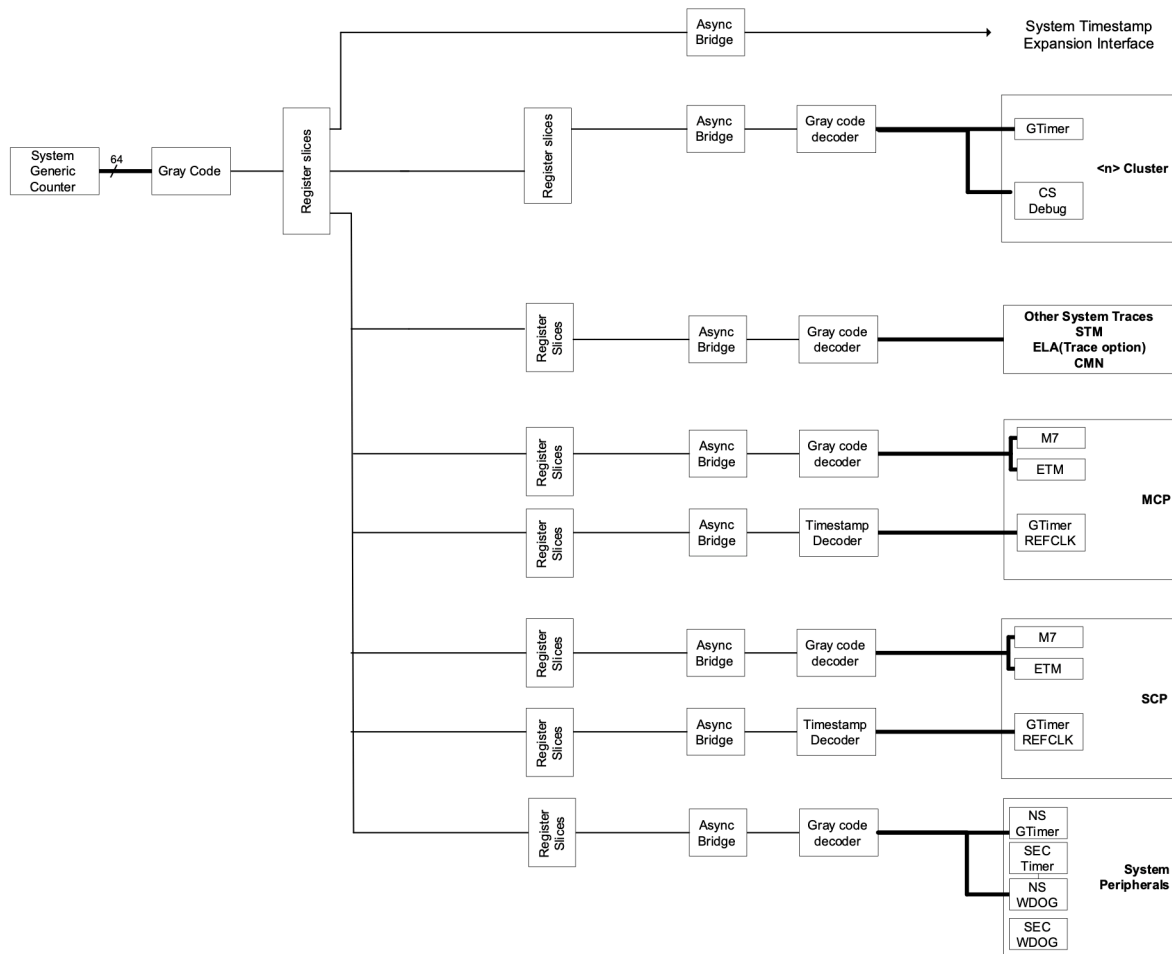 Async
Bridge
System Timestamp
Expansion Interface
System
Generic
Counter
64
Gray Code
Register slices
Register slices
Async
Bridge
Gray code
decoder
GTimer
<n> Cluster
CS
Debug
Register
Slices
Async
Bridge
Gray code
decoder
Other System Traces
STM
ELA(Trace option)
CMN
Register
Slices
Async
Bridge
Gray code
decoder
M7
ETM
MCP
Register
Slices
Async
Bridge
Timestamp
Decoder
GTimer
REFCLK
Register
Slices
Async
Bridge
Gray code
decoder
M7
ETM
SCP
Register
Slices
Async
Bridge
Timestamp
Decoder
GTimer
REFCLK
Register
Slices
Async
Bridge
Gray code
decoder
NS
GTimer
SEC
Timer
NS
WDOG
SEC
WDOG
System
Peripherals